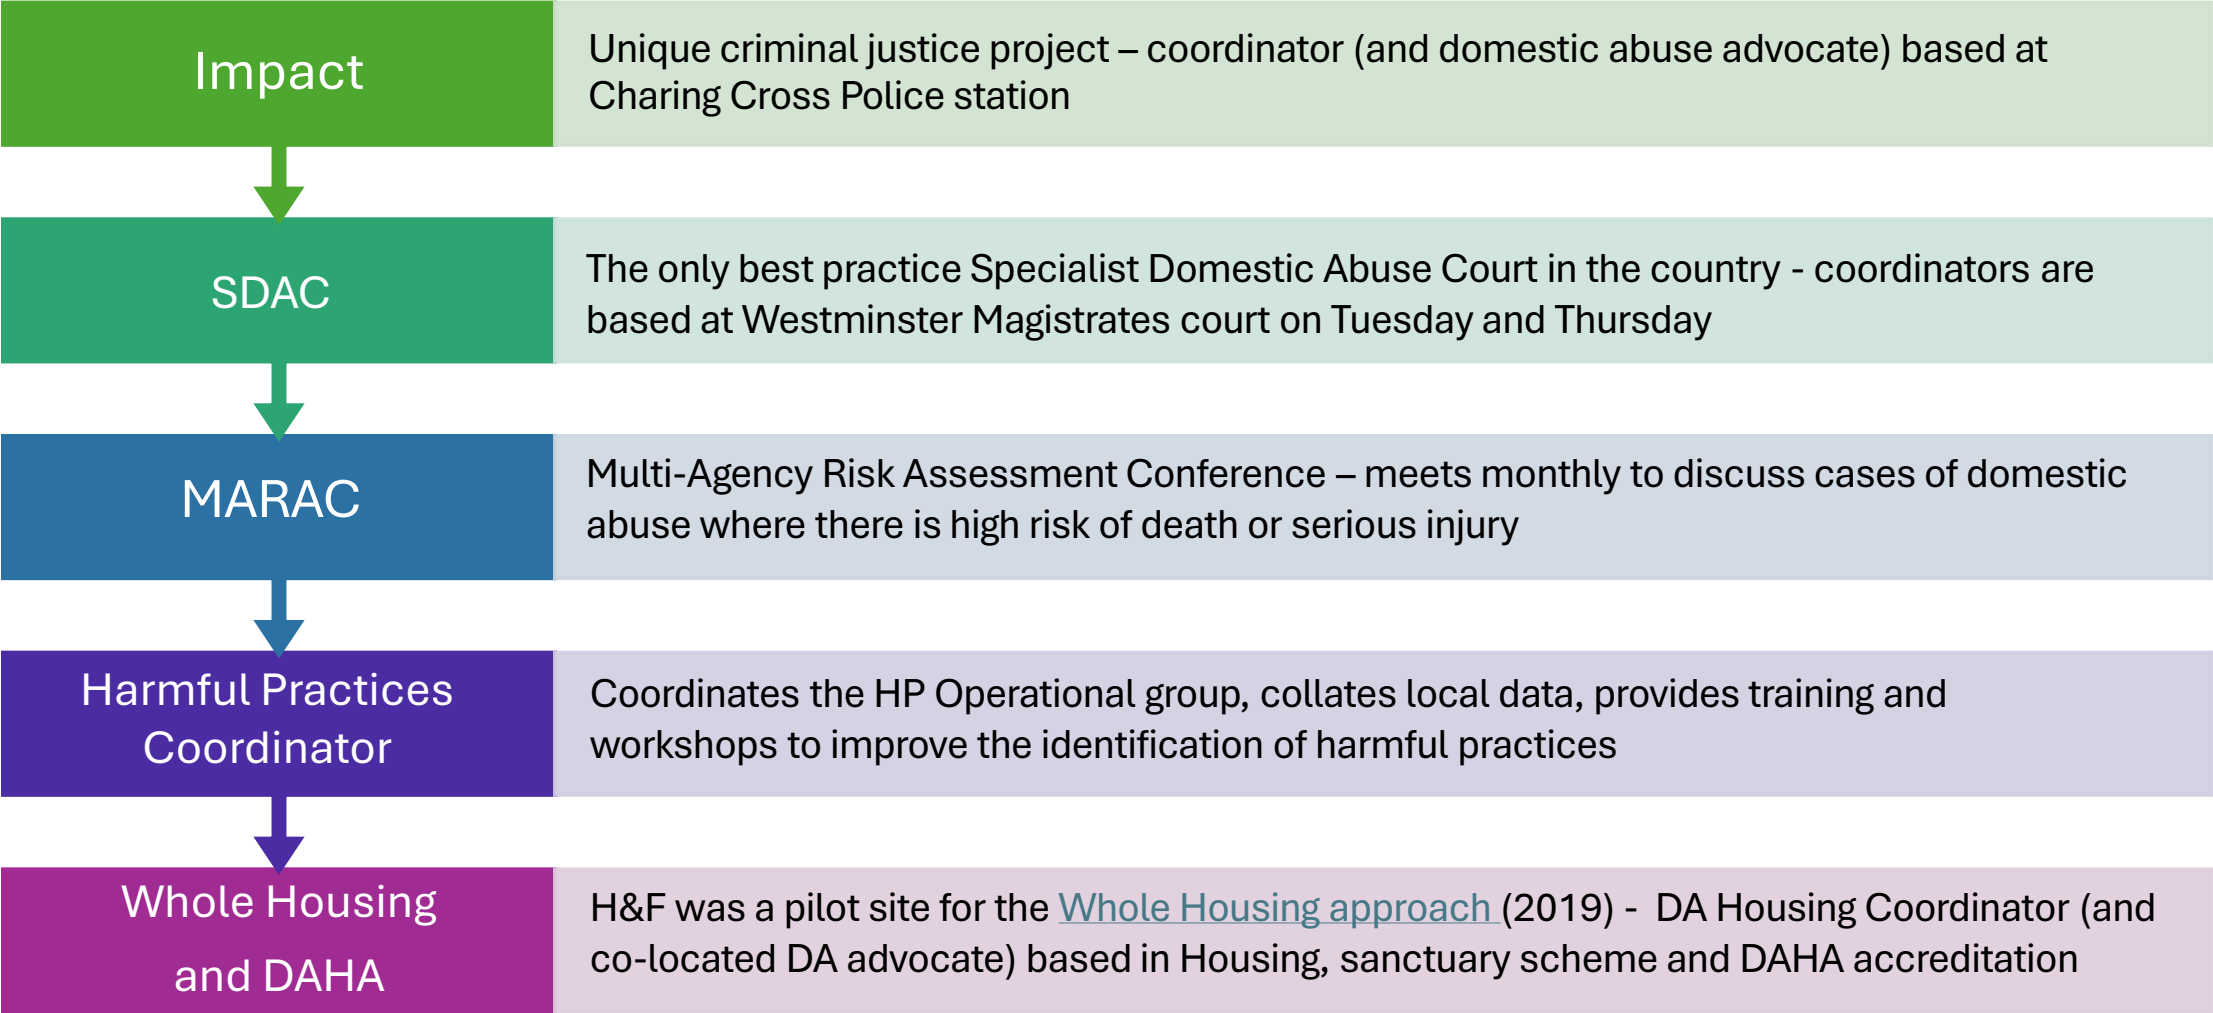 Impact
Unique criminal justice project – coordinator (and domestic abuse advocate) based at
Charing Cross Police station
SDAC
The only best practice Specialist Domestic Abuse Court in the country - coordinators are
based at Westminster Magistrates court on Tuesday and Thursday
MARAC
Multi-Agency Risk Assessment Conference – meets monthly to discuss cases of domestic
abuse where there is high risk of death or serious injury
Harmful Practices
Coordinator
Coordinates the HP Operational group, collates local data, provides training and
workshops to improve the identification of harmful practices
Whole Housing
and DAHA
H&F was a pilot site for the Whole Housing approach (2019) - DA Housing Coordinator (and
co-located DA advocate) based in Housing, sanctuary scheme and DAHA accreditation